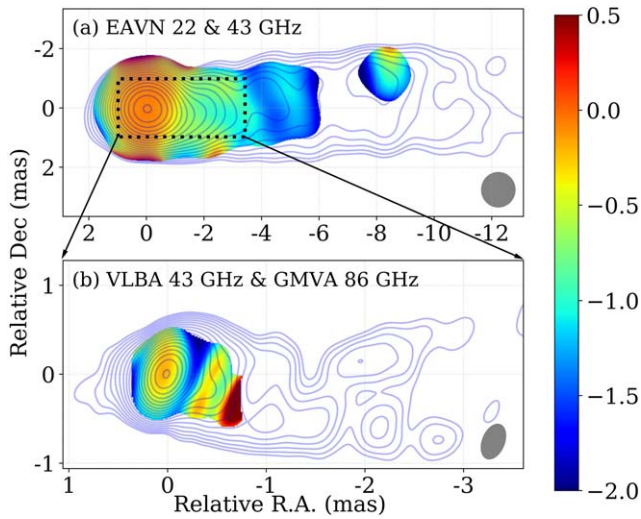 (a) EAVN 22 & 43 GHz
-2
0
2
2 0 -2 -4 -6 -8 -10 -12
Relative Dec (mas)
(b) VLBA 43 GHz & GMVA 86 GHz
1
0
-1
1 0 -1 -2 -3
Relative R.A. (mas)
0.5
0.0
−0.5
−1.0
−1.5
−2.0